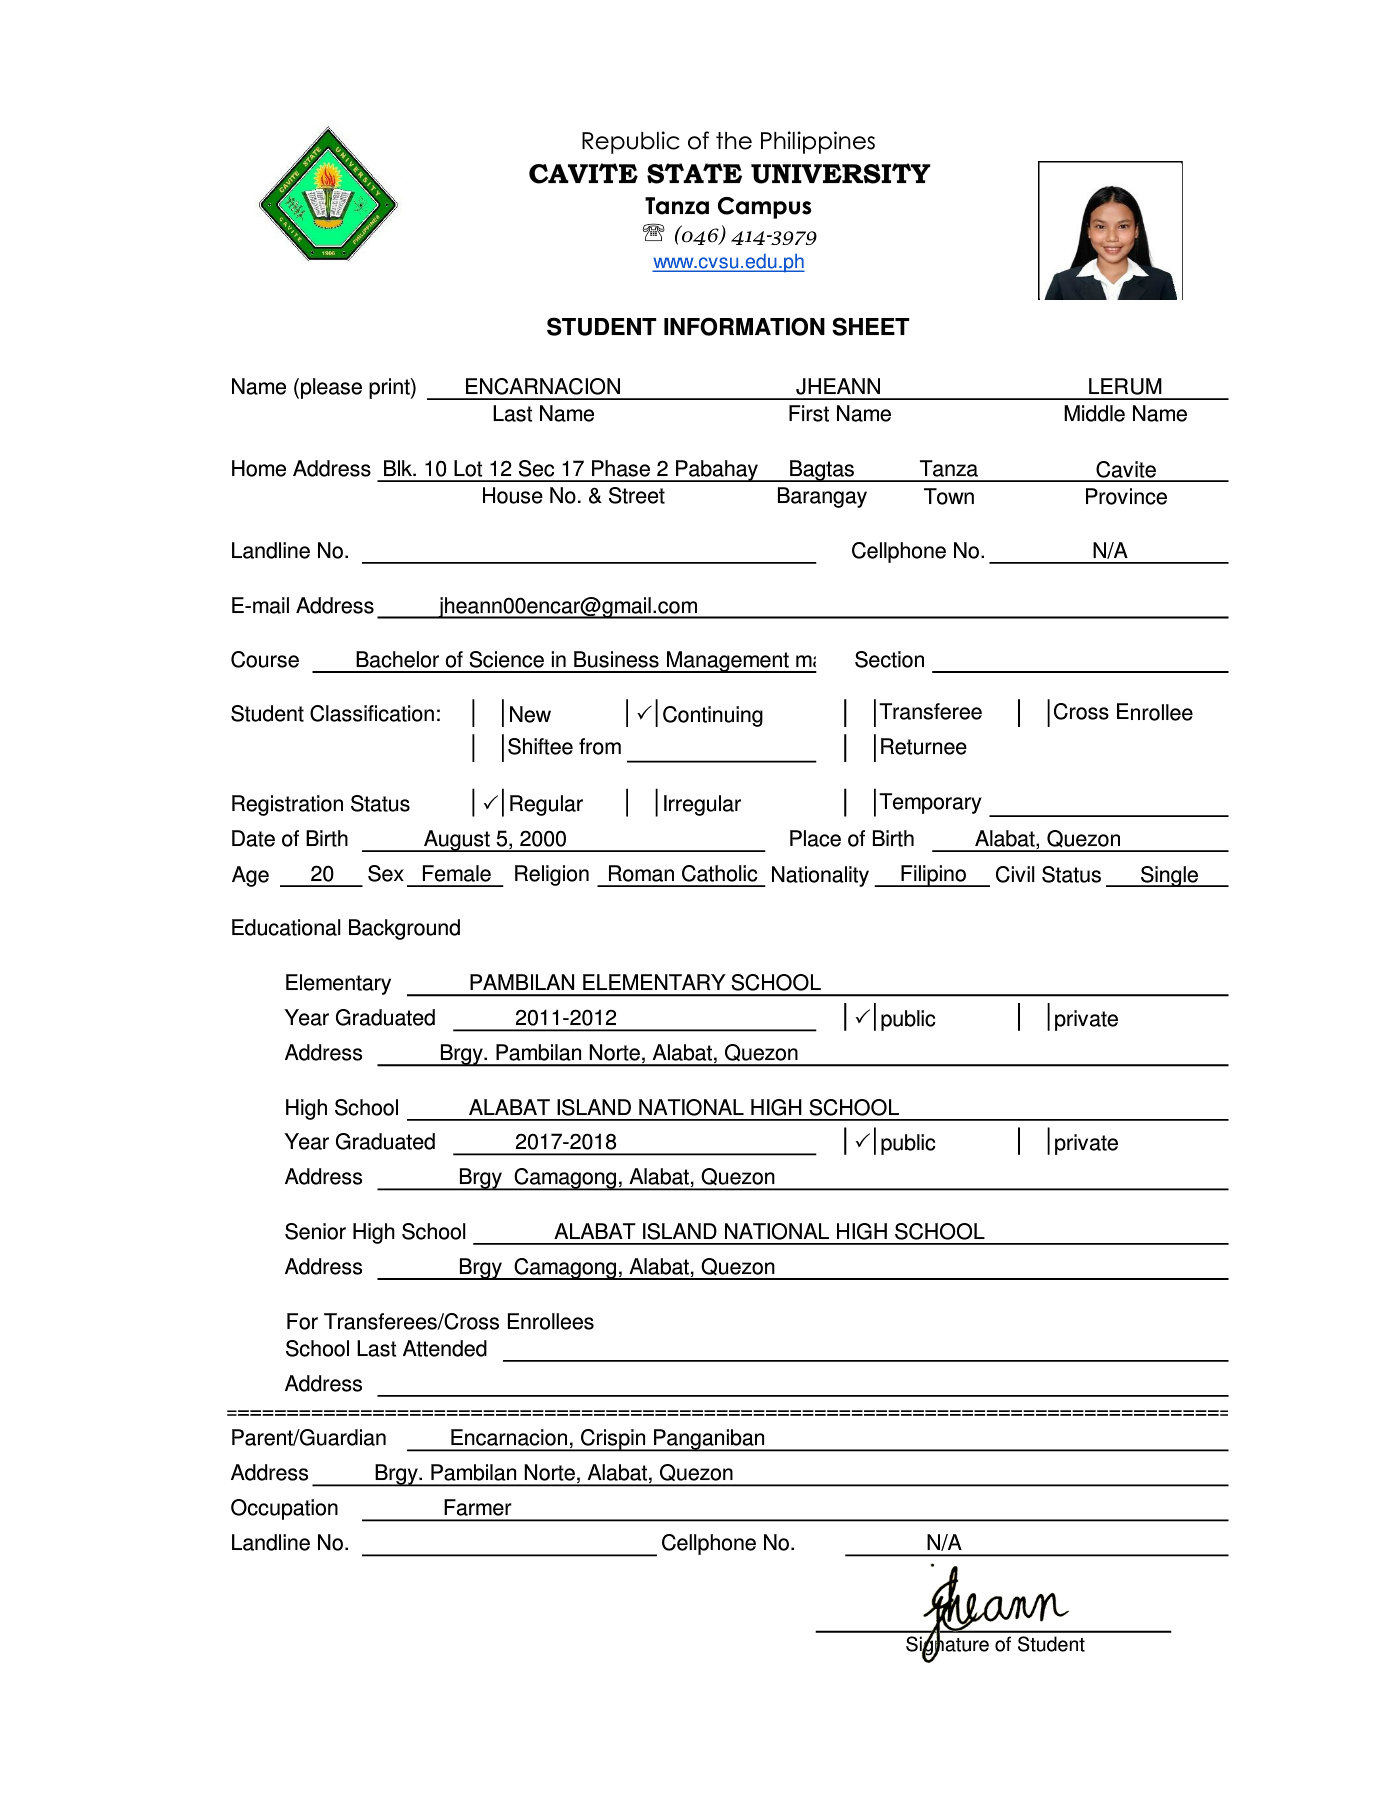 Republic of the Philippines
CAVITE STATE UNIVERSITY
Tanza Campus
☏ (046) 414-3979
www.cvsu.edu.ph
CAVITE STATE UNIVERSITY
CAVITE PHILIPPINES
1906
STUDENT INFORMATION SHEET
Name (please print) ENCARNACION JHEANN LERUM
Last Name First Name Middle Name
Home Address Blk. 10 Lot 12 Sec 17 Phase 2 Pabahay Bagtas Tanza Cavite
House No. & Street Barangay Town Province
Landline No. Cellphone No. N/A
E-mail Address jheann00encar@gmail.com
Course Bachelor of Science in Business Management ma Section
Student Classification: | | New | ✓ | Continuing | | Transferee | | Cross Enrollee
| | Shiftee from | | Returnee
Registration Status | ✓ | Regular | | Irregular | | Temporary
Date of Birth August 5, 2000 Place of Birth Alabat, Quezon
Age 20 Sex Female Religion Roman Catholic Nationality Filipino Civil Status Single
Educational Background
Elementary PAMBILAN ELEMENTARY SCHOOL
Year Graduated 2011-2012 | ✓ | public | | private
Address Brgy. Pambilan Norte, Alabat, Quezon
High School ALABAT ISLAND NATIONAL HIGH SCHOOL
Year Graduated 2017-2018 | ✓ | public | | private
Address Brgy Camagong, Alabat, Quezon
Senior High School ALABAT ISLAND NATIONAL HIGH SCHOOL
Address Brgy Camagong, Alabat, Quezon
For Transferees/Cross Enrollees
School Last Attended
Address
Parent/Guardian Encarnacion, Crispin Panganiban
Address Brgy. Pambilan Norte, Alabat, Quezon
Occupation Farmer
Landline No. Cellphone No. N/A
jheann
Signature of Student